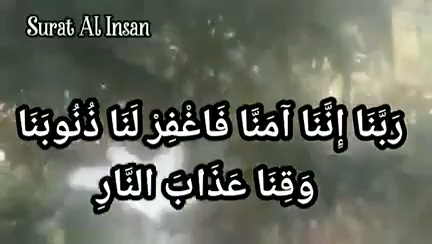 Surat Al Insan
رَبَّنَا إِنَّنَا آمَنَّا فَاغْفِرْ لَنَا ذُنُوبَنَا
وَقِنَا عَذَابَ النَّارِ